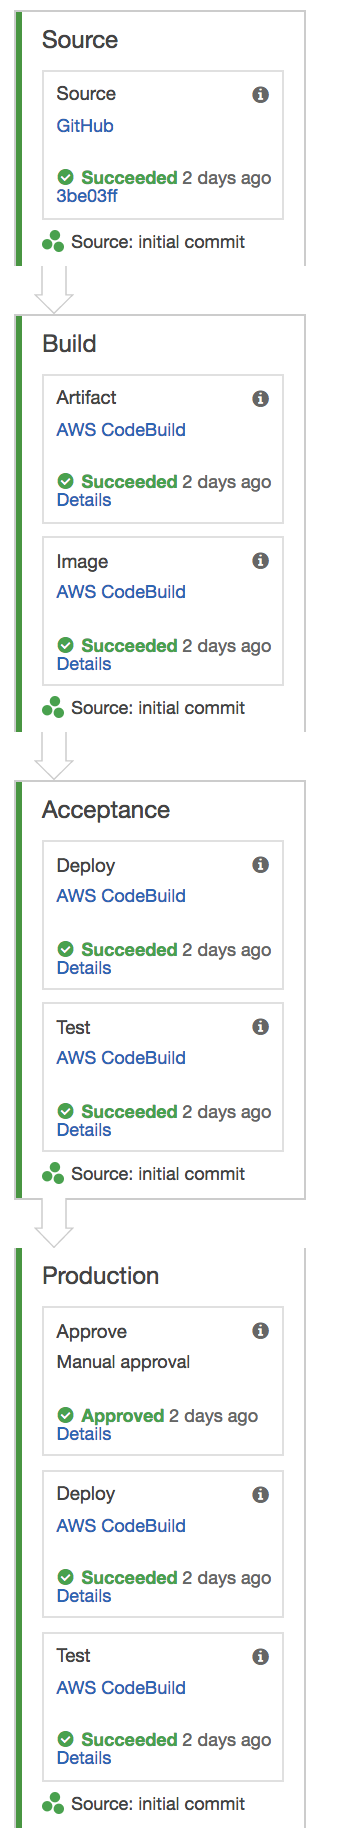 Source
Source
GitHub
Succeeded 2 days ago
3be03ff
Source: initial commit
Build
Artifact
AWS CodeBuild
Succeeded 2 days ago
Details
Image
AWS CodeBuild
Succeeded 2 days ago
Details
Source: initial commit
Acceptance
Deploy
AWS CodeBuild
Succeeded 2 days ago
Details
Test
AWS CodeBuild
Succeeded 2 days ago
Details
Source: initial commit
Production
Approve
Manual approval
Approved 2 days ago
Details
Deploy
AWS CodeBuild
Succeeded 2 days ago
Details
Test
AWS CodeBuild
Succeeded 2 days ago
Details
Source: initial commit